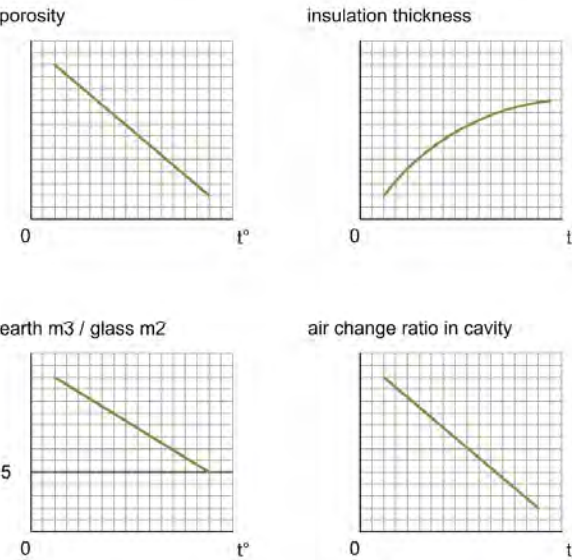 porosity
insulation thickness
0
t°
0
t
earth m3 / glass m2
air change ratio in cavity
5
0
t°
0
t